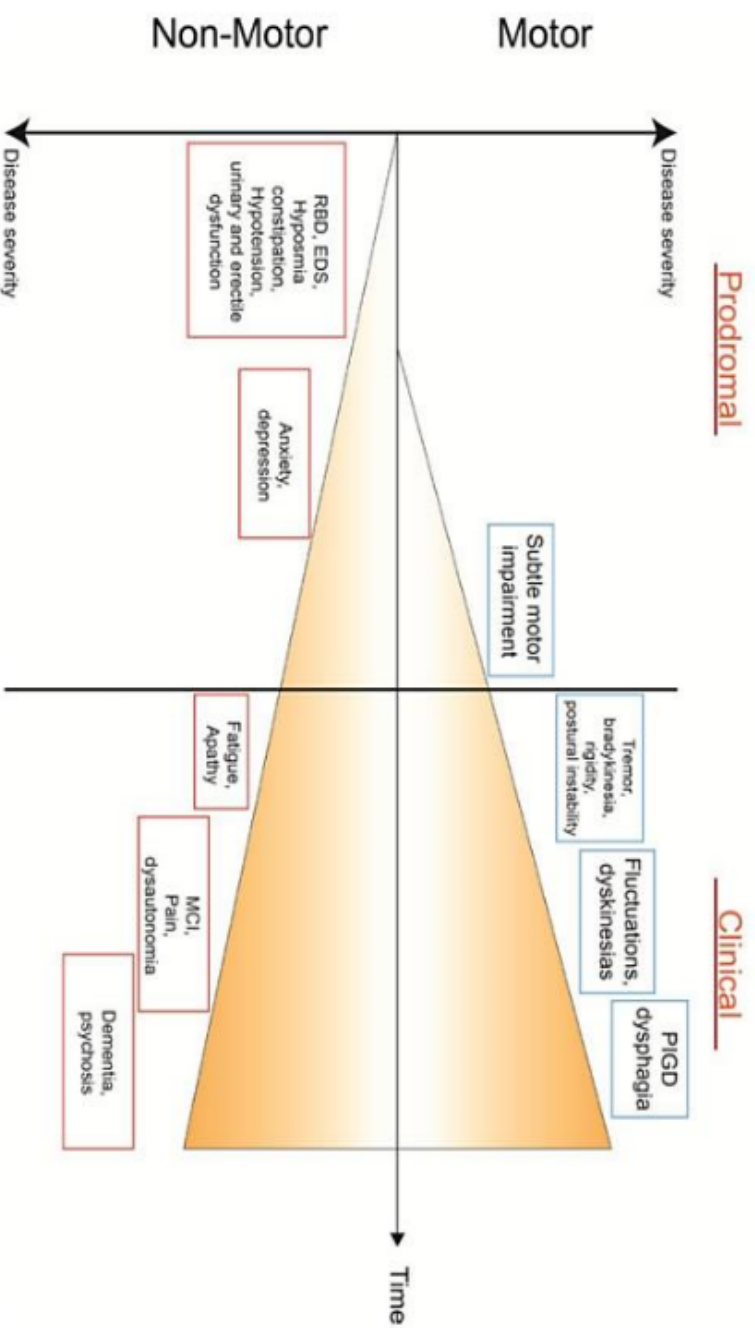 Non-Motor
Motor
Prodromal
Clinical
Disease severity
Disease severity
Subtle motor
impairment
Tremor,
bradykinesia,
rigidity,
postural instability
Fluctuations,
dyskinesias
PIGD
dysphagia
Time
RBD, EDS,
Hyposmia
constipation,
Hypotension,
urinary and erectile
dysfunction
Anxiety,
depression
Fatigue,
Apathy
MCI,
Pain,
dysautonomia
Dementia,
psychosis